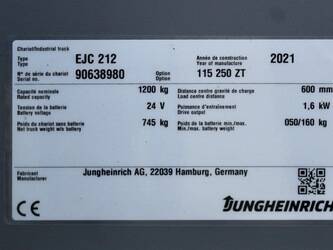 Chariot/Industrial truck
Type EJC 212 Année de construction 2021
Type Year of manufacture
N° de série du chariot 90638980 Option 115 250 ZT
Serial number Option
Capacité nominale 1200 kg Distance centre gravité de charge 600 mm
Rated capacity Load centre distance
Tension de la batterie 24 V Puissance d'entraînement 1,6 kW
Battery voltage Drive output
Poids du chariot sans batterie 745 kg Poids de la batterie min./max. 050/160 kg
Net truck weight w/o battery Battery weight min./max.
Fabricant Jungheinrich AG, 22039 Hamburg, Germany
Manufacturer
CE JUNGHEINRICH